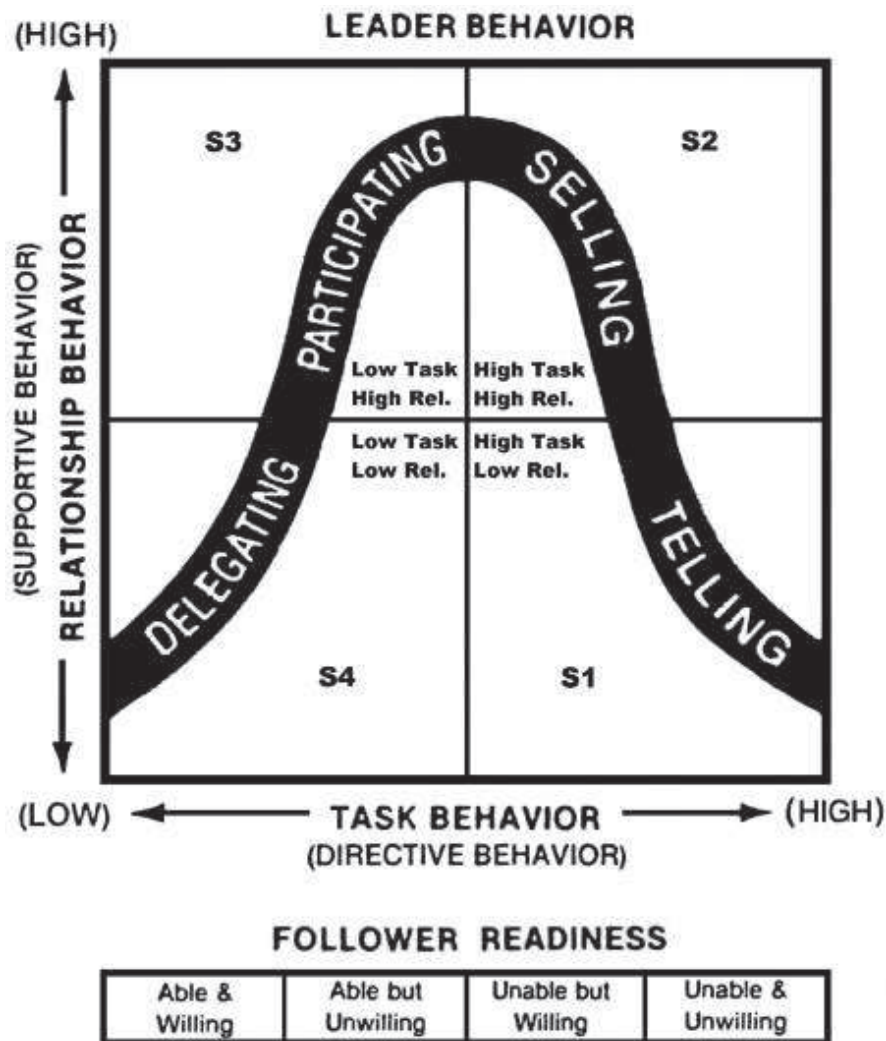 LEADER BEHAVIOR
(HIGH)
S3
S2
PARTICIPATING
SELLING
(SUPPORTIVE BEHAVIOR)
RELATIONSHIP BEHAVIOR
Low Task
High Rel.
High Task
High Rel.
Low Task
Low Rel.
High Task
Low Rel.
DELEGATING
TELLING
S4
S1
(LOW)
TASK BEHAVIOR
(HIGH)
(DIRECTIVE BEHAVIOR)
FOLLOWER READINESS
Able &
Willing
Able but
Unwilling
Unable but
Willing
Unable &
Unwilling